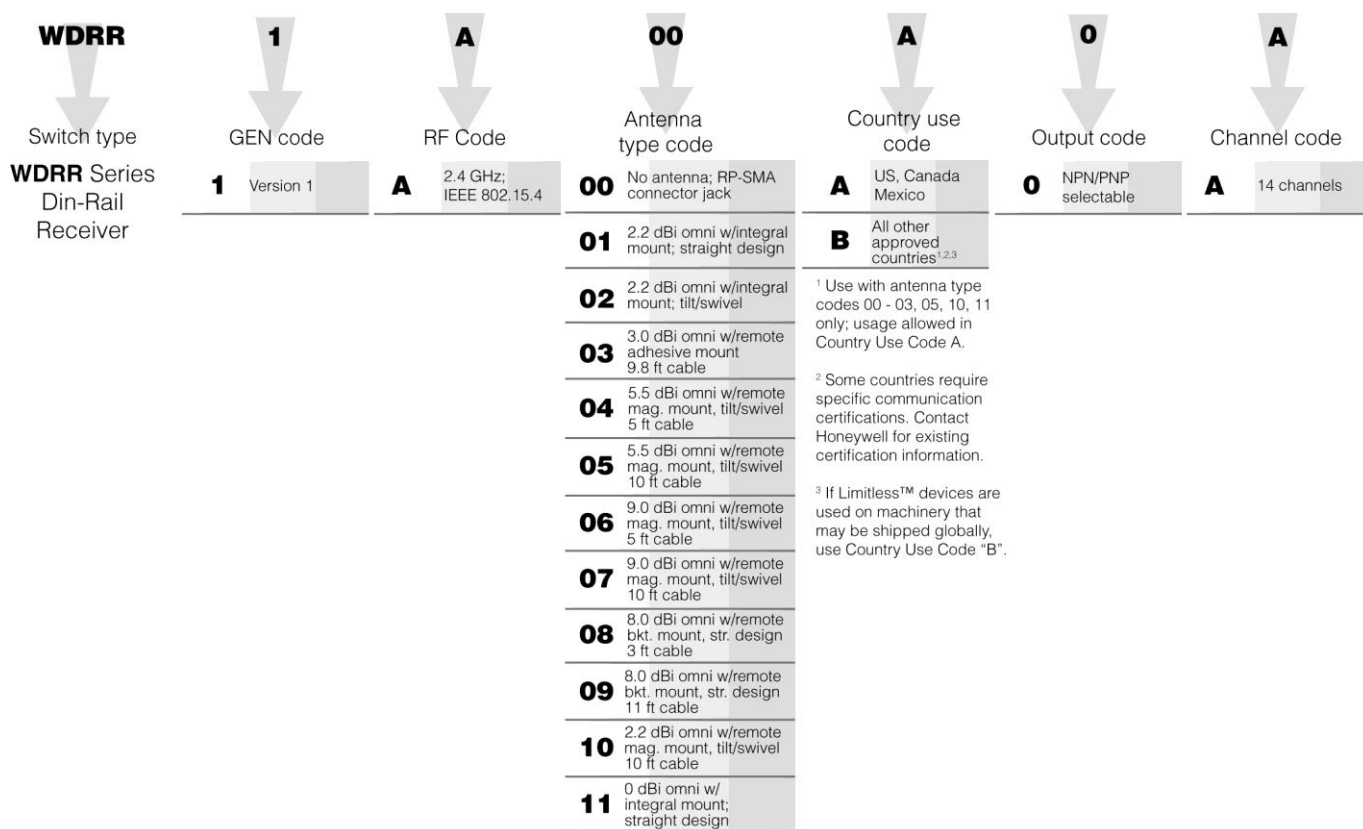 WDRR 1 A 00 A 0 A
Switch type
GEN code
RF Code
Antenna
type code
Country use
code
Output code
Channel code
WDRR Series
Din-Rail
Receiver
1 Version 1
A 2.4 GHz;
IEEE 802.15.4
00 No antenna; RP-SMA
connector jack
01 2.2 dBi omni w/integral
mount; straight design
02 2.2 dBi omni w/integral
mount; tilt/swivel
03 3.0 dBi omni w/remote
adhesive mount
9.8 ft cable
04 5.5 dBi omni w/remote
mag. mount, tilt/swivel
5 ft cable
05 5.5 dBi omni w/remote
mag. mount, tilt/swivel
10 ft cable
06 9.0 dBi omni w/remote
mag. mount, tilt/swivel
5 ft cable
07 9.0 dBi omni w/remote
mag. mount, tilt/swivel
10 ft cable
08 8.0 dBi omni w/remote
bkt. mount, str. design
3 ft cable
09 8.0 dBi omni w/remote
bkt. mount, str. design
11 ft cable
10 2.2 dBi omni w/remote
mag. mount, tilt/swivel
10 ft cable
11 0 dBi omni w/
integral mount;
straight design
A US, Canada
Mexico
B All other
approved
countries1,2,3
1 Use with antenna type
codes 00 - 03, 05, 10, 11
only; usage allowed in
Country Use Code A.
2 Some countries require
specific communication
certifications. Contact
Honeywell for existing
certification information.
3 If Limitless™ devices are
used on machinery that
may be shipped globally,
use Country Use Code “B”.
0 NPN/PNP
selectable
A 14 channels